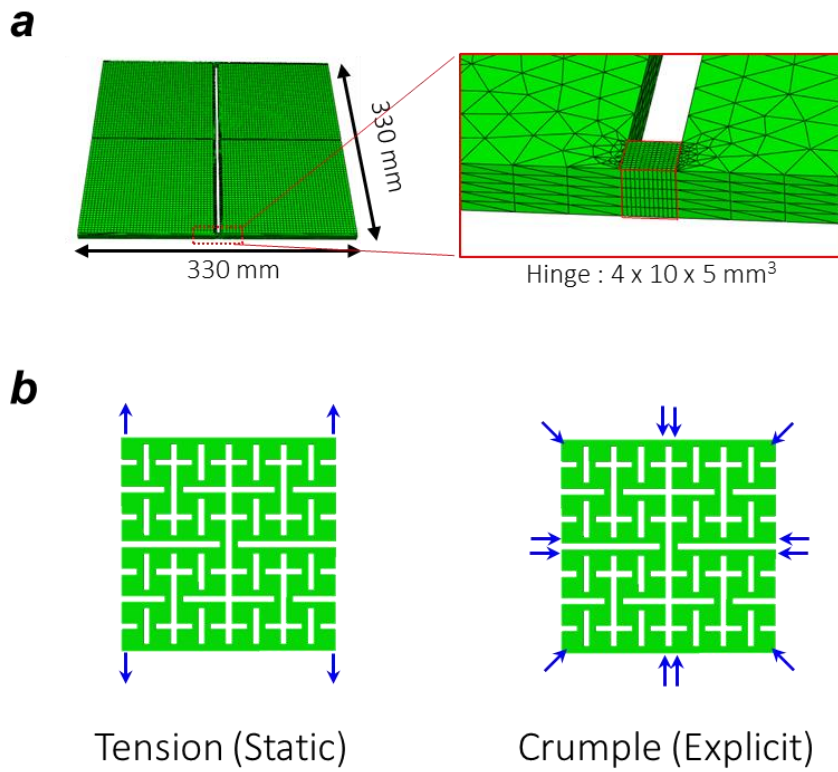 a
330 mm
330 mm
Hinge : 4 x 10 x 5 mm³
b
Tension (Static)
Crumple (Explicit)